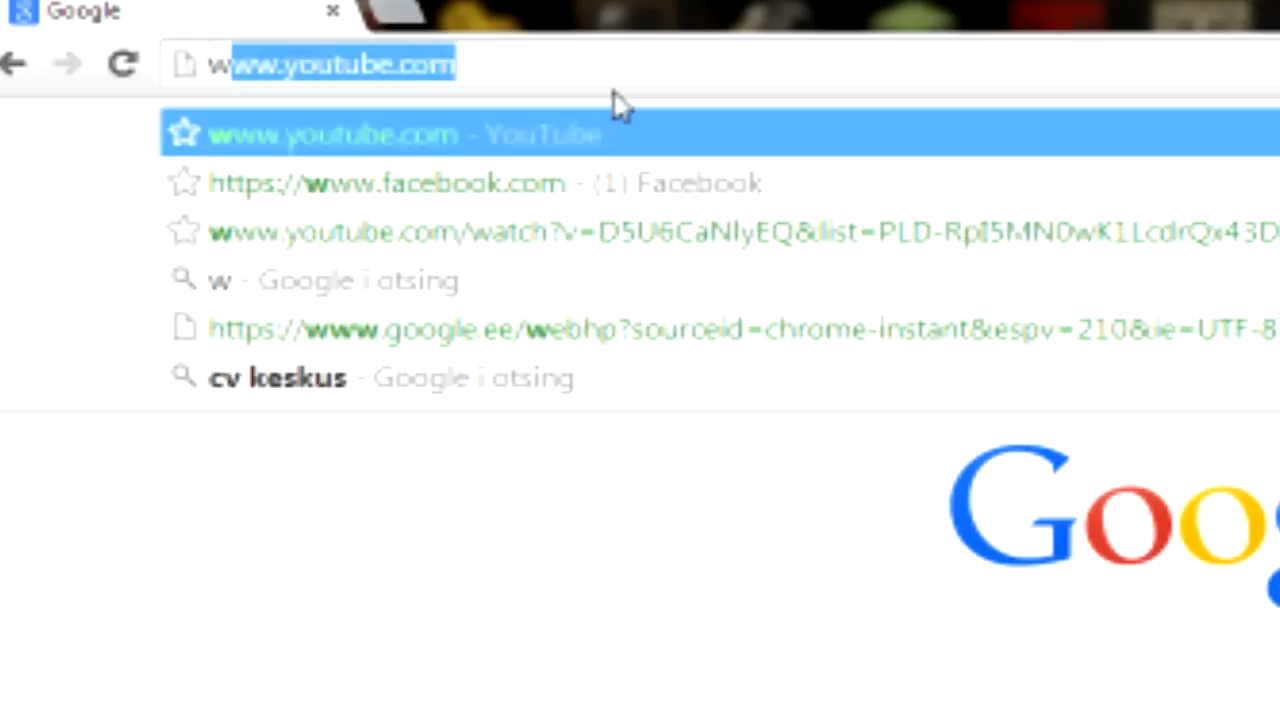 Google
www.youtube.com
www.youtube.com - YouTube
https://www.facebook.com - (1) Facebook
www.youtube.com/watch?v=D5U6CaNlyEQ&list=PLD-RpI5MN0wK1LcdrQx43D
w - Google'i otsing
https://www.google.ee/webhp?sourceid=chrome-instant&espv=210&ie=UTF-8
cv keskus - Google'i otsing
Goo